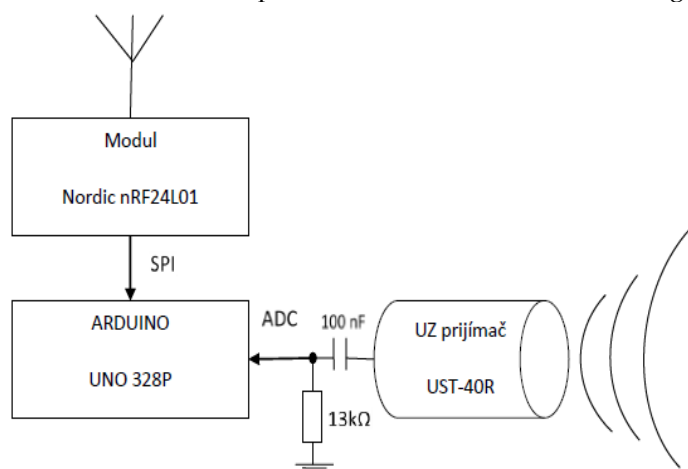 Modul
Nordic nRF24L01
SPI
ARDUINO
UNO 328P
ADC
100 nF
UZ prijímač
UST-40R
13kΩ